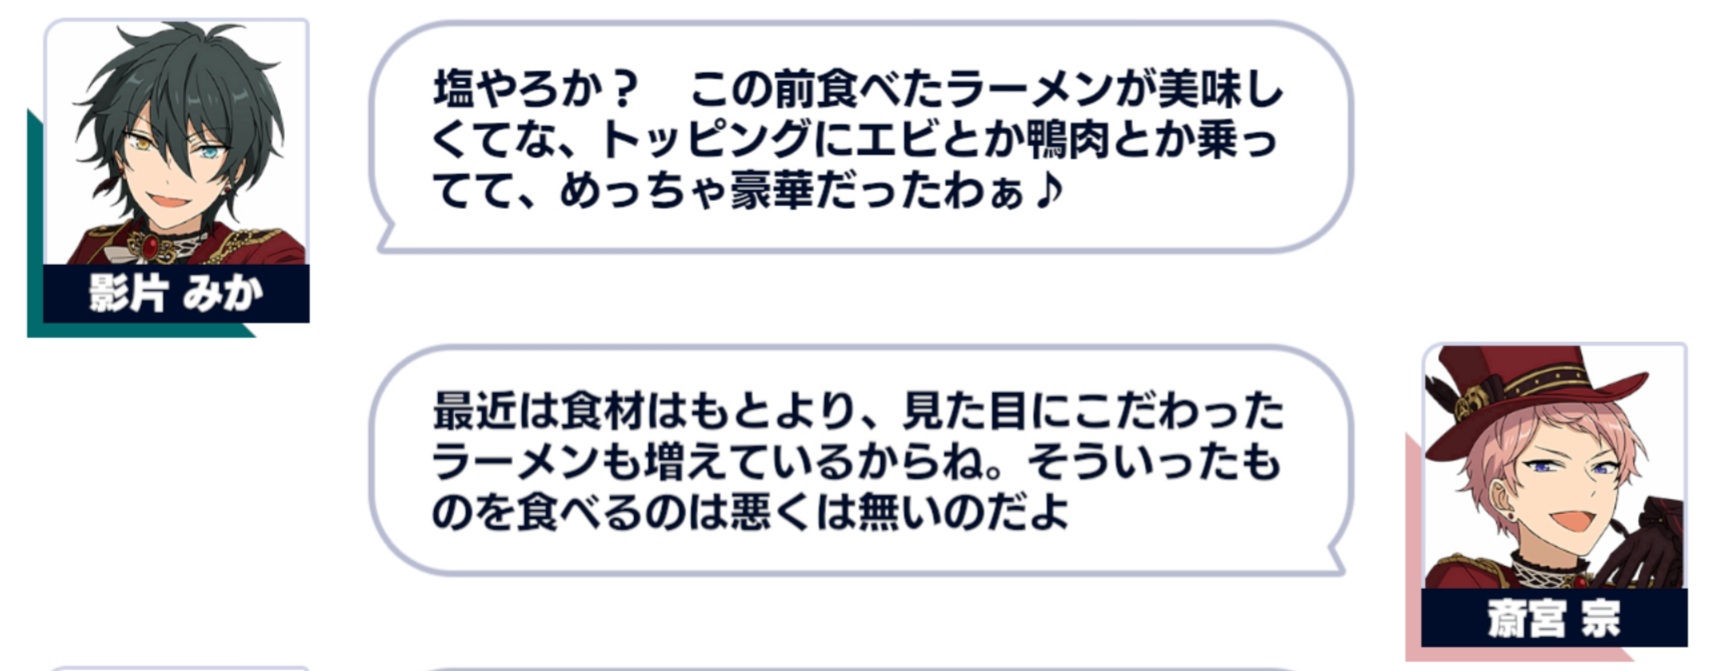 塩やろか？　この前食べたラーメンが美味し
くてな、トッピングにエビとか鴨肉とか乗っ
てて、めっちゃ豪華だったわぁ♪
影片 みか
最近は食材はもとより、見た目にこだわった
ラーメンも増えているからね。そういったも
のを食べるのは悪くは無いのだよ
斎宮 宗